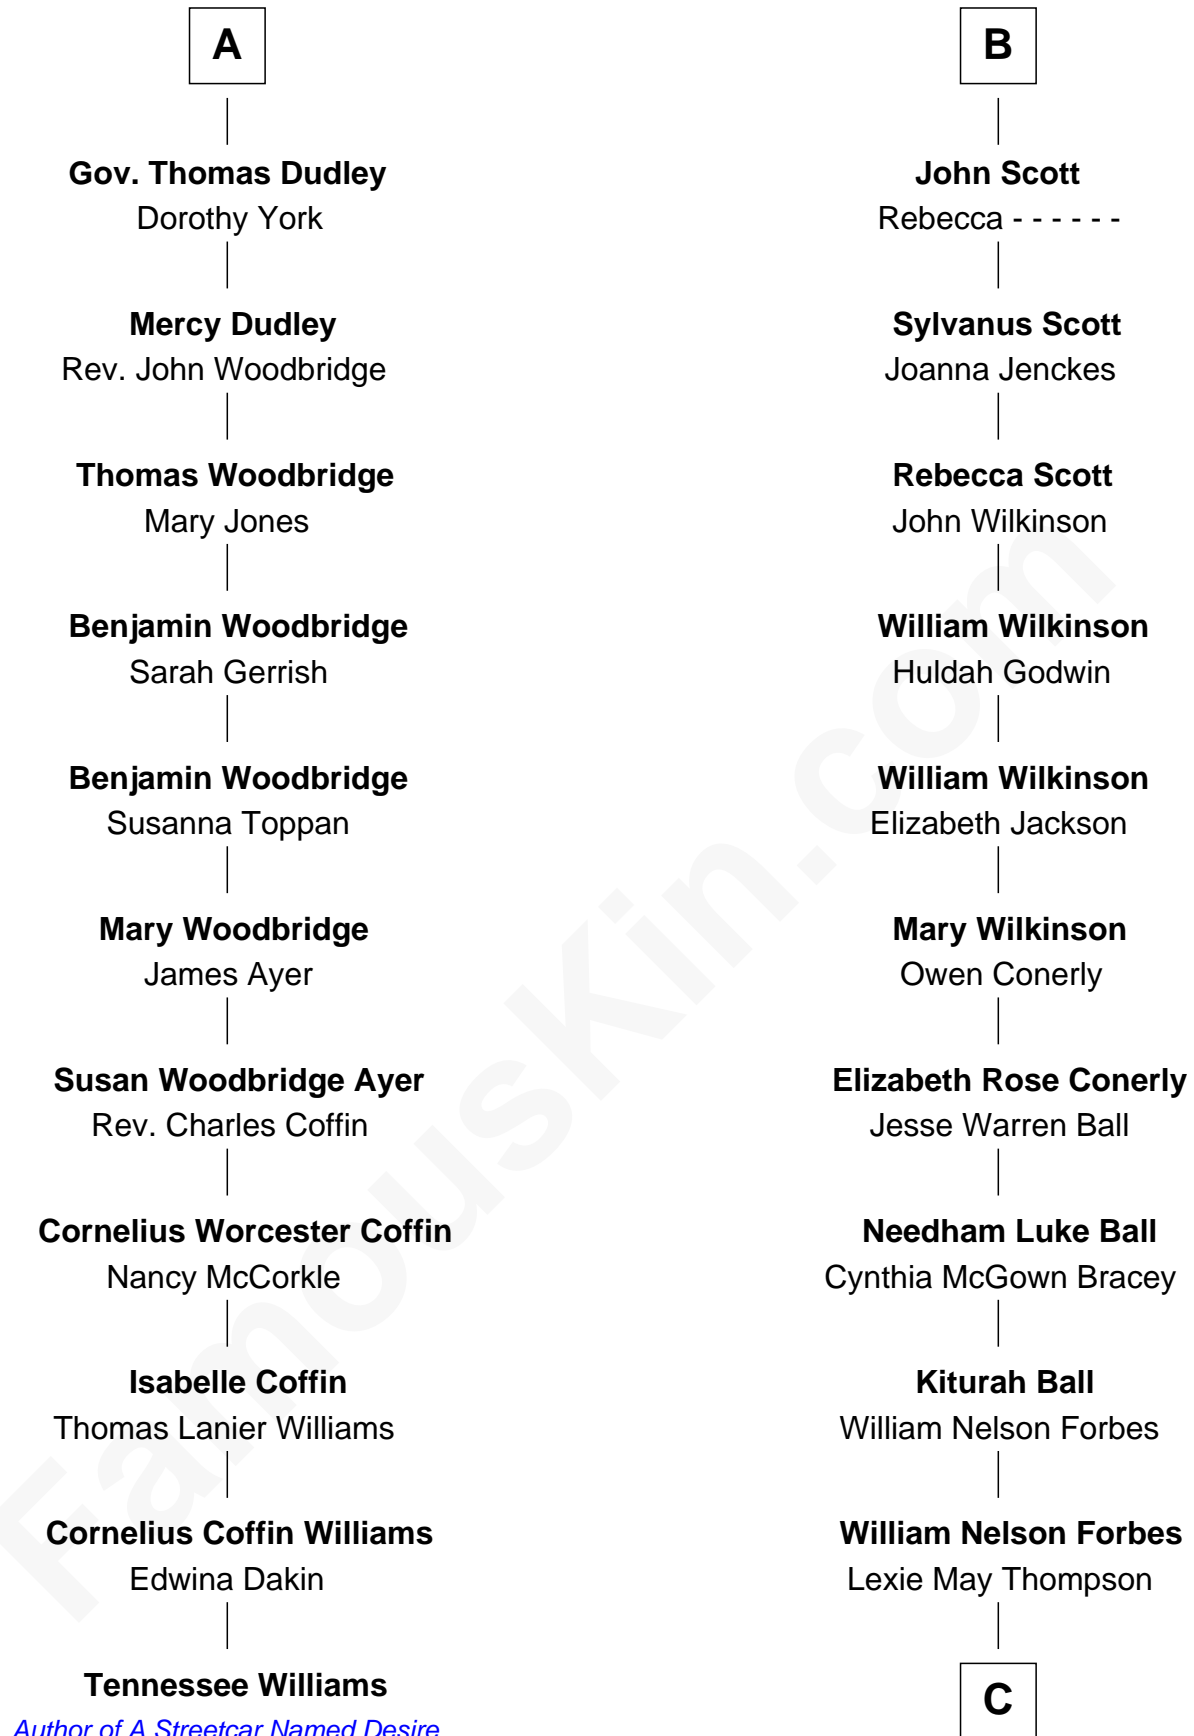 A
Gov. Thomas Dudley
Dorothy York
Mercy Dudley
Rev. John Woodbridge
Thomas Woodbridge
Mary Jones
Benjamin Woodbridge
Sarah Gerrish
Benjamin Woodbridge
Susanna Toppan
Mary Woodbridge
James Ayer
Susan Woodbridge Ayer
Rev. Charles Coffin
Cornelius Worcester Coffin
Nancy McCorkle
Isabelle Coffin
Thomas Lanier Williams
Cornelius Coffin Williams
Edwina Dakin
Tennessee Williams
Author of A Streetcar Named Desire
B
John Scott
Rebecca - - - - - -
Sylvanus Scott
Joanna Jenckes
Rebecca Scott
John Wilkinson
William Wilkinson
Huldah Godwin
William Wilkinson
Elizabeth Jackson
Mary Wilkinson
Owen Conerly
Elizabeth Rose Conerly
Jesse Warren Ball
Needham Luke Ball
Cynthia McGown Bracey
Kiturah Ball
William Nelson Forbes
William Nelson Forbes
Lexie May Thompson
C
FamousKin.com